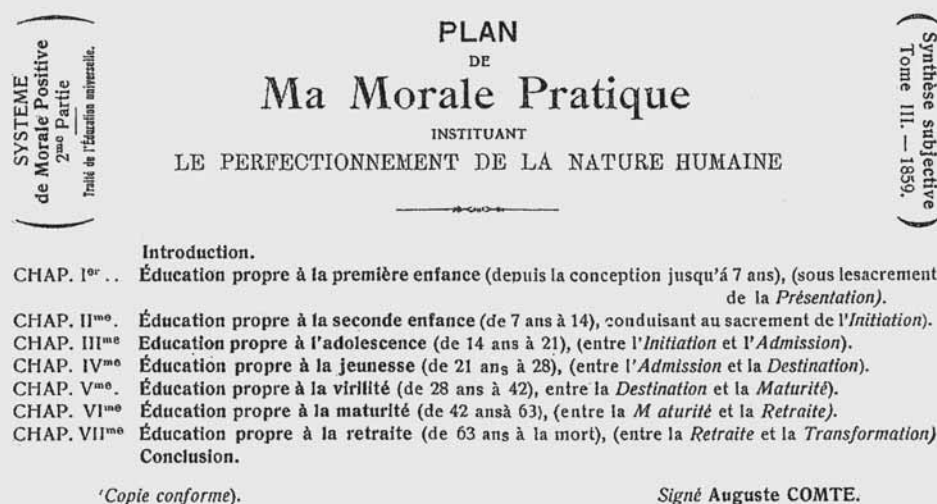 SYSTEME
de Morale Positive
2me Partie
Traité de l'Éducation universelle.
PLAN
DE
Ma Morale Pratique
INSTITUANT
LE PERFECTIONNEMENT DE LA NATURE HUMAINE
Synthèse subjective
Tome III. — 1859.
Introduction.
CHAP. Ier .. Éducation propre à la première enfance (depuis la conception jusqu'á 7 ans), (sous lesacrement
de la Présentation).
CHAP. IIme. Éducation propre à la seconde enfance (de 7 ans à 14), conduisant au sacrement de l'Initiation).
CHAP. IIIme Education propre à l'adolescence (de 14 ans à 21), (entre l'Initiation et l'Admission).
CHAP. IVme Éducation propre à la jeunesse (de 21 ans à 28), (entre l'Admission et la Destination).
CHAP. Vme. Éducation propre à la virilité (de 28 ans à 42), entre la Destination et la Maturité).
CHAP. VIme Éducation propre à la maturité (de 42 ansà 63), (entre la M aturité et la Retraite).
CHAP. VIIme Éducation propre à la retraite (de 63 ans à la mort), (entre la Retraite et la Transformation)
Conclusion.
'Copie conforme).
Signé Auguste COMTE.